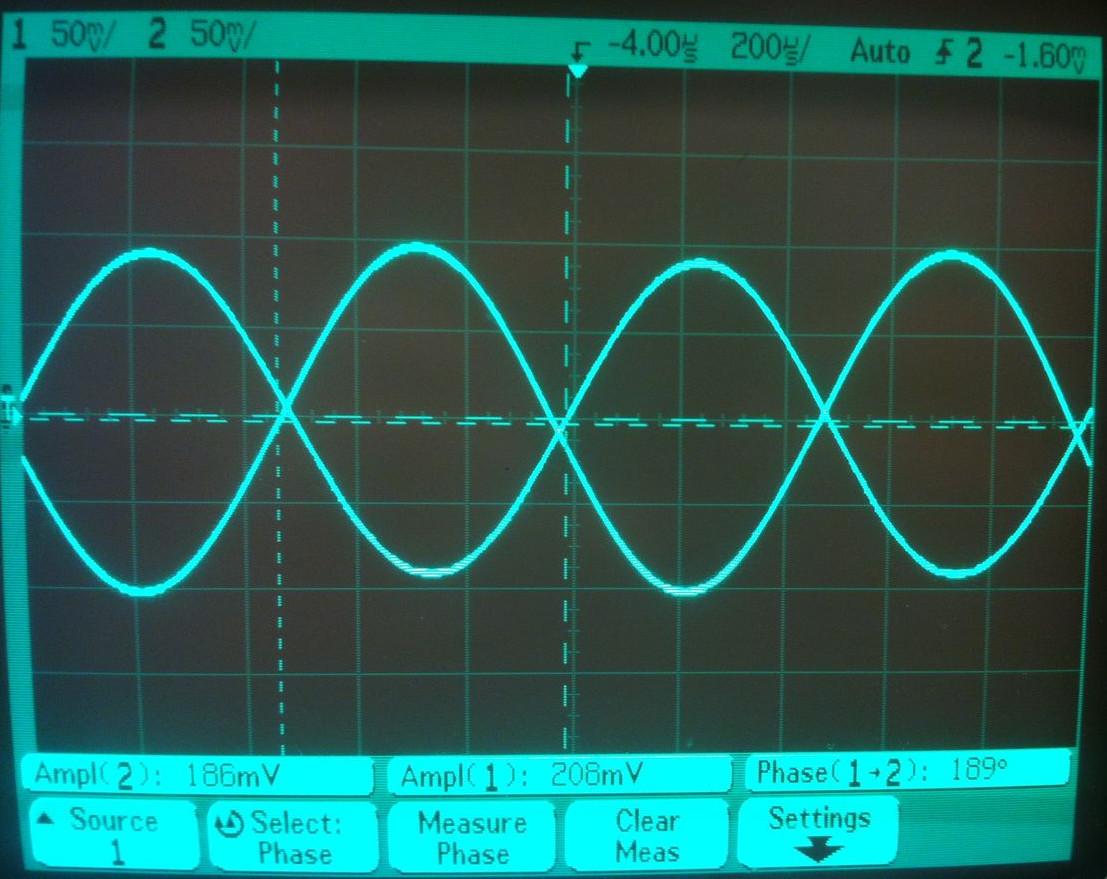 1 50mV/ 2 50mV/ -4.00µs 200µs/ Auto 2 -1.60mV
Ampl(2): 186mV Ampl(1): 208mV Phase(1→2): 189°
Source Select: Measure Clear Settings
1 Phase Phase Meas